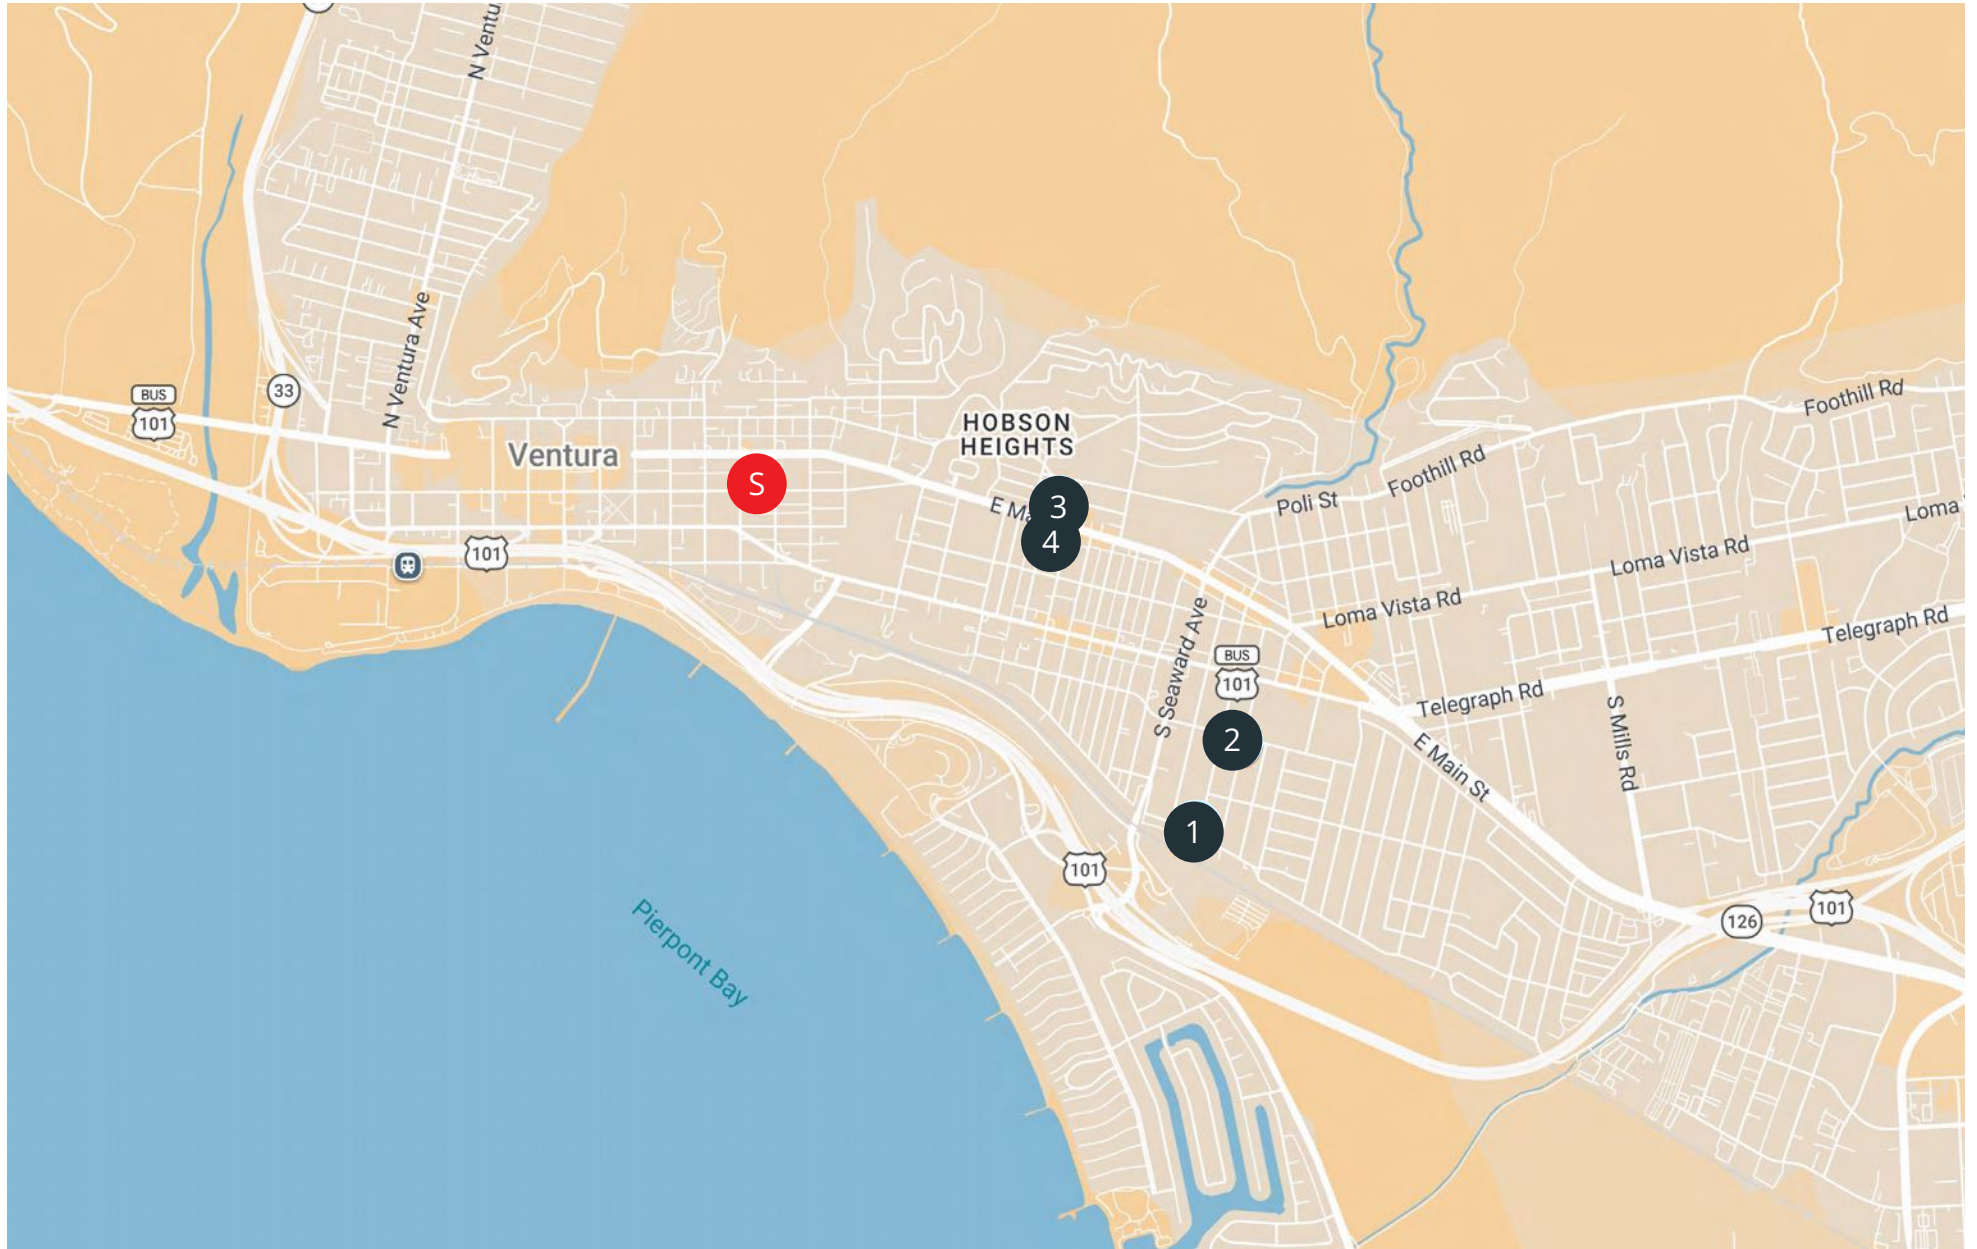 N Ventu
BUS
101
33
N Ventura Ave
Ventura
S
HOBSON
HEIGHTS
E Ma
3
4
Poli St
Foothill Rd
Foothill Rd
Loma
Loma Vista Rd
Loma Vista Rd
Telegraph Rd
101
S Seaward Ave
BUS
101
Telegraph Rd
2
S Mills Rd
E Main St
1
101
Pierpont Bay
126
101